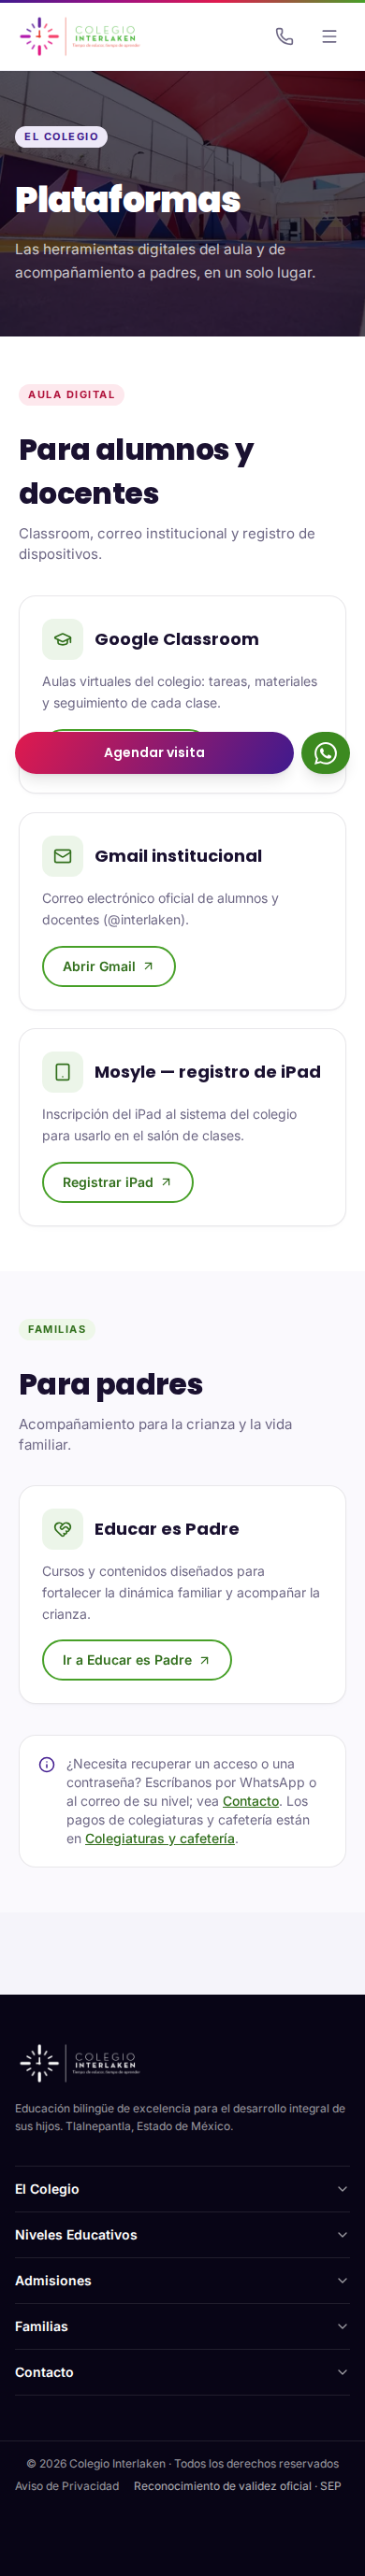 COLEGIO
INTERLAKEN
EL COLEGIO
Plataformas
Las herramientas digitales del aula y de
acompañamiento a padres, en un solo lugar.
AULA DIGITAL
Para alumnos y
docentes
Classroom, correo institucional y registro de
dispositivos.
Google Classroom
Aulas virtuales del colegio: tareas, materiales
y seguimiento de cada clase.
Agendar visita
Gmail institucional
Correo electrónico oficial de alumnos y
docentes (@interlaken).
Abrir Gmail
Mosyle — registro de iPad
Inscripción del iPad al sistema del colegio
para usarlo en el salón de clases.
Registrar iPad
FAMILIAS
Para padres
Acompañamiento para la crianza y la vida
familiar.
Educar es Padre
Cursos y contenidos diseñados para
fortalecer la dinámica familiar y acompañar la
crianza.
Ir a Educar es Padre
¿Necesita recuperar un acceso o una
contraseña? Escríbanos por WhatsApp o
al correo de su nivel; vea Contacto. Los
pagos de colegiaturas y cafetería están
en Colegiaturas y cafetería.
COLEGIO
INTERLAKEN
Educación bilingüe de excelencia para el desarrollo integral de
sus hijos. Tlalnepantla, Estado de México.
El Colegio
Niveles Educativos
Admisiones
Familias
Contacto
© 2026 Colegio Interlaken · Todos los derechos reservados
Aviso de Privacidad Reconocimiento de validez oficial · SEP